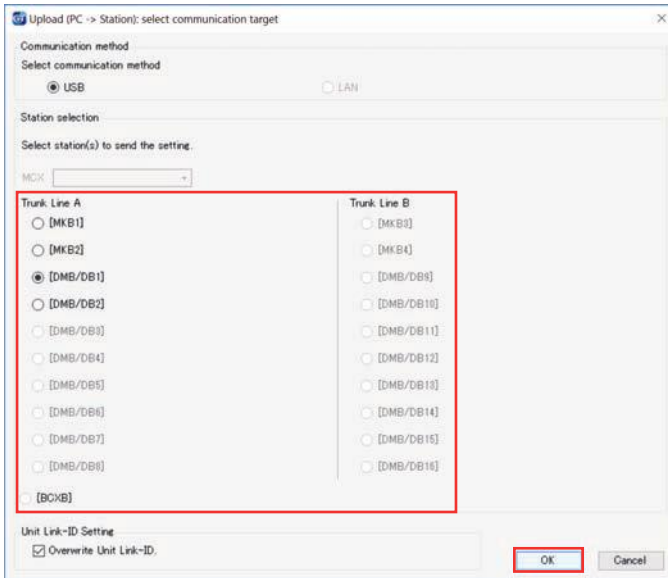 Upload (PC -> Station): select communication target
Communication method
Select communication method
USB
LAN
Station selection
Select station(s) to send the setting.
MCX
Trunk Line A
[MKB1]
[MKB2]
[DMB/DB1]
[DMB/DB2]
[DMB/DB3]
[DMB/DB4]
[DMB/DB5]
[DMB/DB6]
[DMB/DB7]
[DMB/DB8]
[BCXB]
Trunk Line B
[MKB3]
[MKB4]
[DMB/DB9]
[DMB/DB10]
[DMB/DB11]
[DMB/DB12]
[DMB/DB13]
[DMB/DB14]
[DMB/DB15]
[DMB/DB16]
Unit Link-ID Setting
Overwrite Unit Link-ID.
OK
Cancel